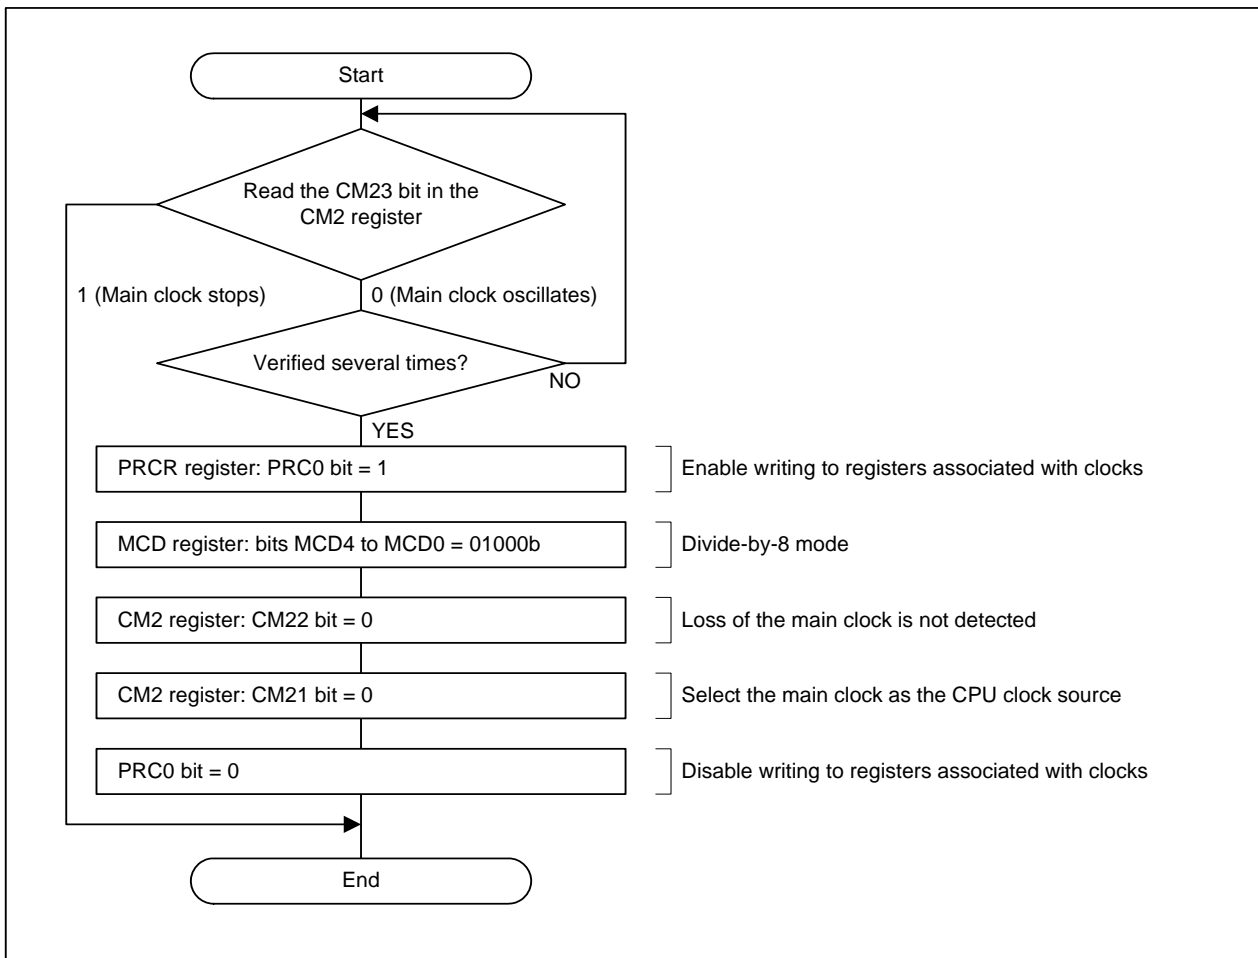 Start
Read the CM23 bit in the
CM2 register
1 (Main clock stops)
0 (Main clock oscillates)
Verified several times?
NO
YES
PRCR register: PRC0 bit = 1
Enable writing to registers associated with clocks
MCD register: bits MCD4 to MCD0 = 01000b
Divide-by-8 mode
CM2 register: CM22 bit = 0
Loss of the main clock is not detected
CM2 register: CM21 bit = 0
Select the main clock as the CPU clock source
PRC0 bit = 0
Disable writing to registers associated with clocks
End